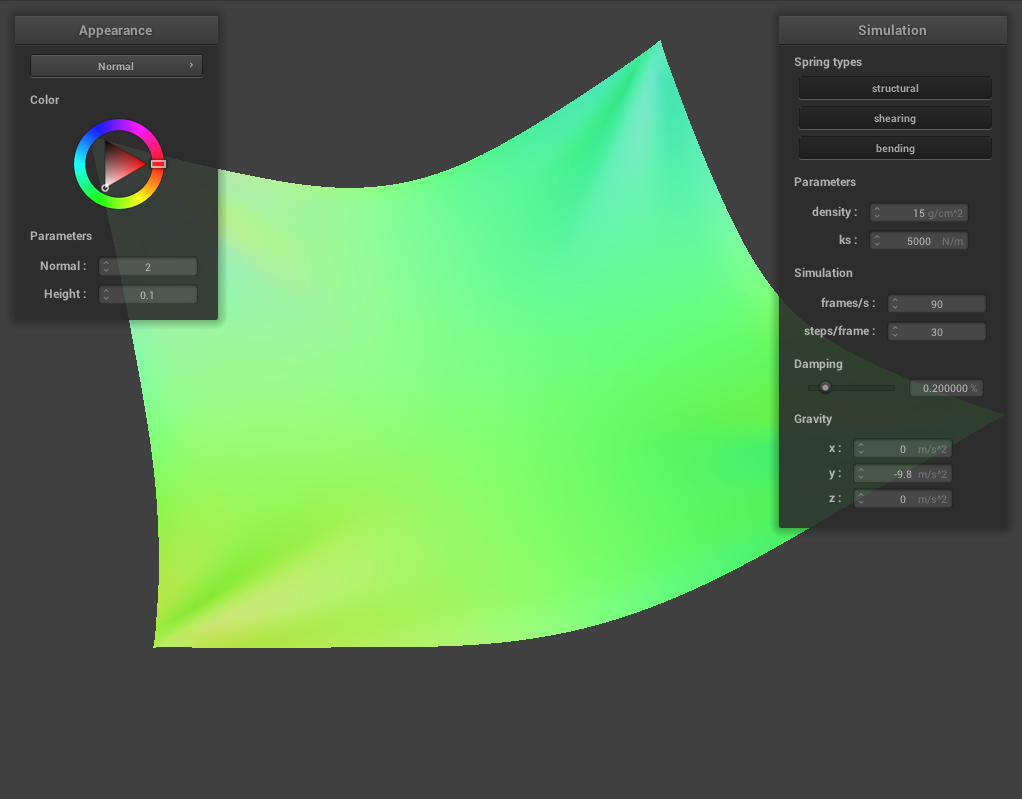 Appearance
Normal
Color
Parameters
Normal : 2
Height : 0.1
Simulation
Spring types
structural
shearing
bending
Parameters
density : 15 g/cm^2
ks : 5000 N/m
Simulation
frames/s : 90
steps/frame : 30
Damping
0.200000 %
Gravity
x : 0 m/s^2
y : -9.8 m/s^2
z : 0 m/s^2